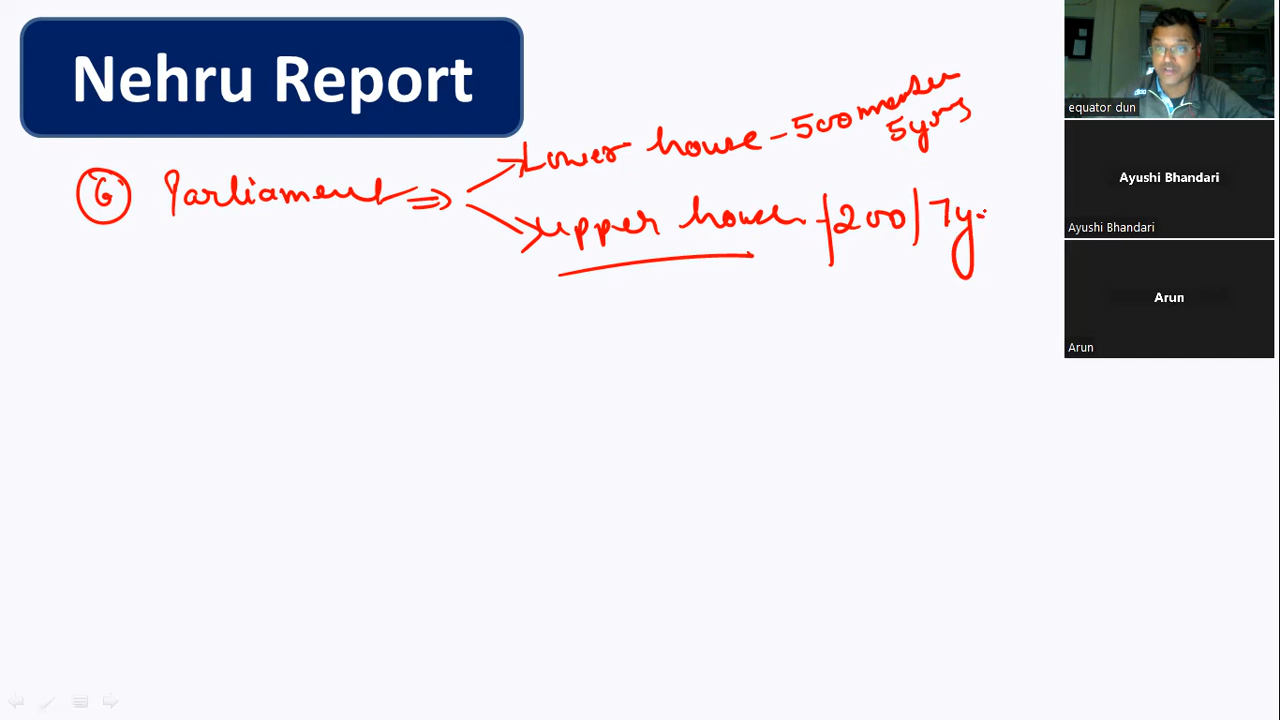 Nehru Report
⑥ Parliament ⇒
Lower house - 500 member
5 years
upper house - 200 7 y.
equator dun
Ayushi Bhandari
Ayushi Bhandari
Arun
Arun